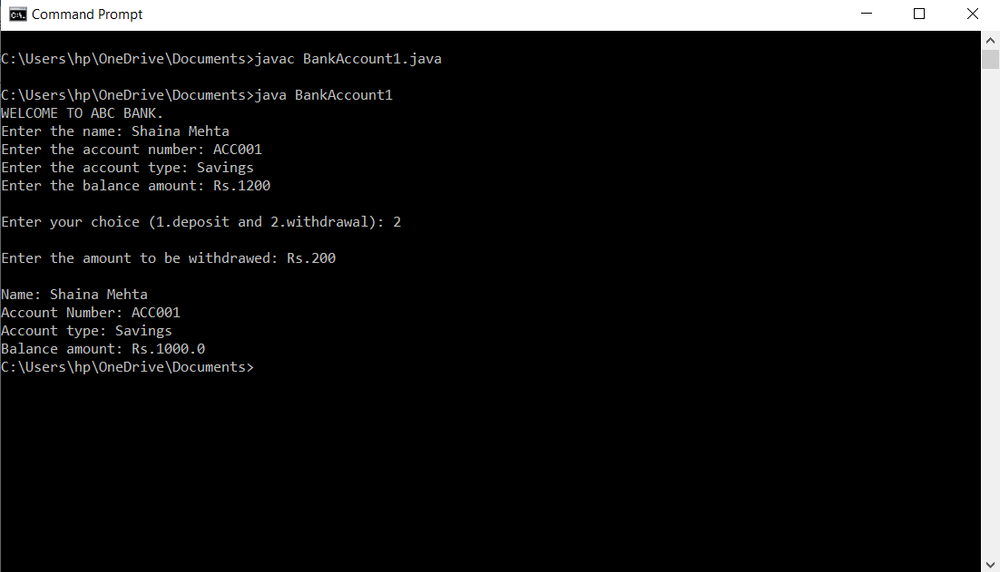 Command Prompt
C:\Users\hp\OneDrive\Documents>javac BankAccount1.java
C:\Users\hp\OneDrive\Documents>java BankAccount1
WELCOME TO ABC BANK.
Enter the name: Shaina Mehta
Enter the account number: ACC001
Enter the account type: Savings
Enter the balance amount: Rs.1200
Enter your choice (1.deposit and 2.withdrawal): 2
Enter the amount to be withdrawed: Rs.200
Name: Shaina Mehta
Account Number: ACC001
Account type: Savings
Balance amount: Rs.1000.0
C:\Users\hp\OneDrive\Documents>